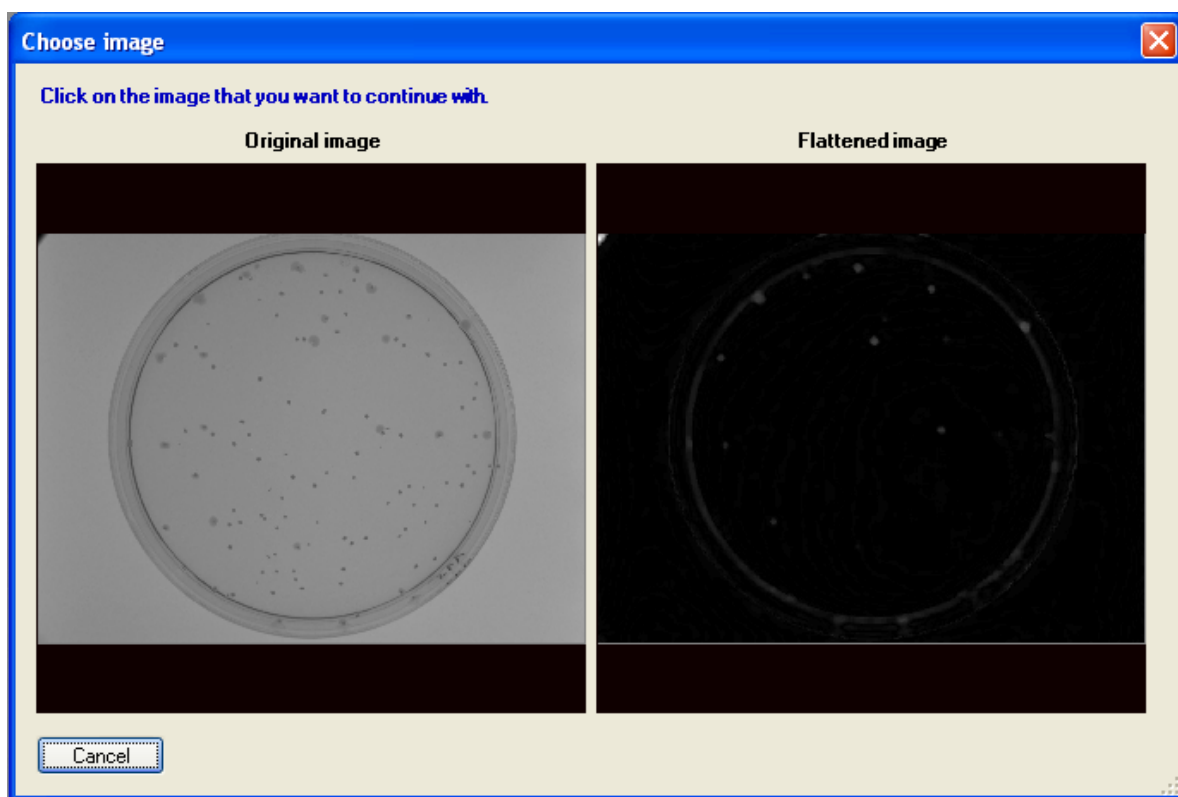 Choose image
Click on the image that you want to continue with.
Original image
Flattened image
Cancel